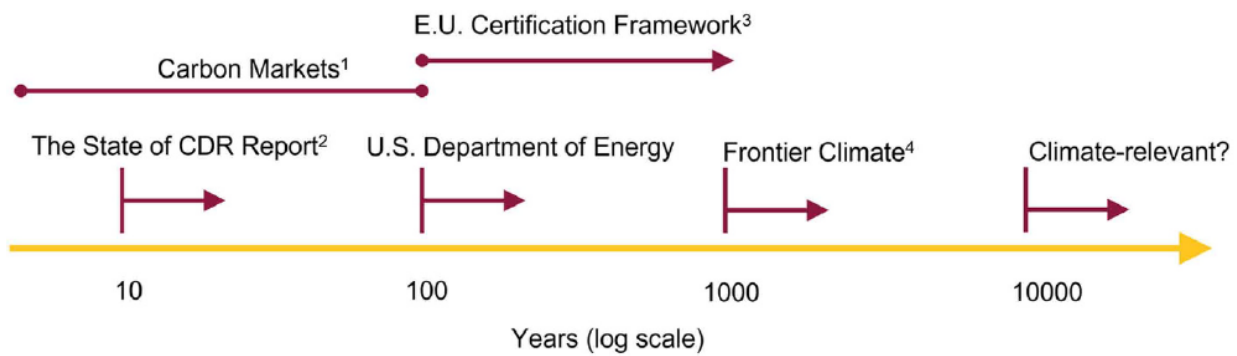 E.U. Certification Framework³
Carbon Markets¹
The State of CDR Report²
U.S. Department of Energy
Frontier Climate⁴
Climate-relevant?
10
100
1000
10000
Years (log scale)